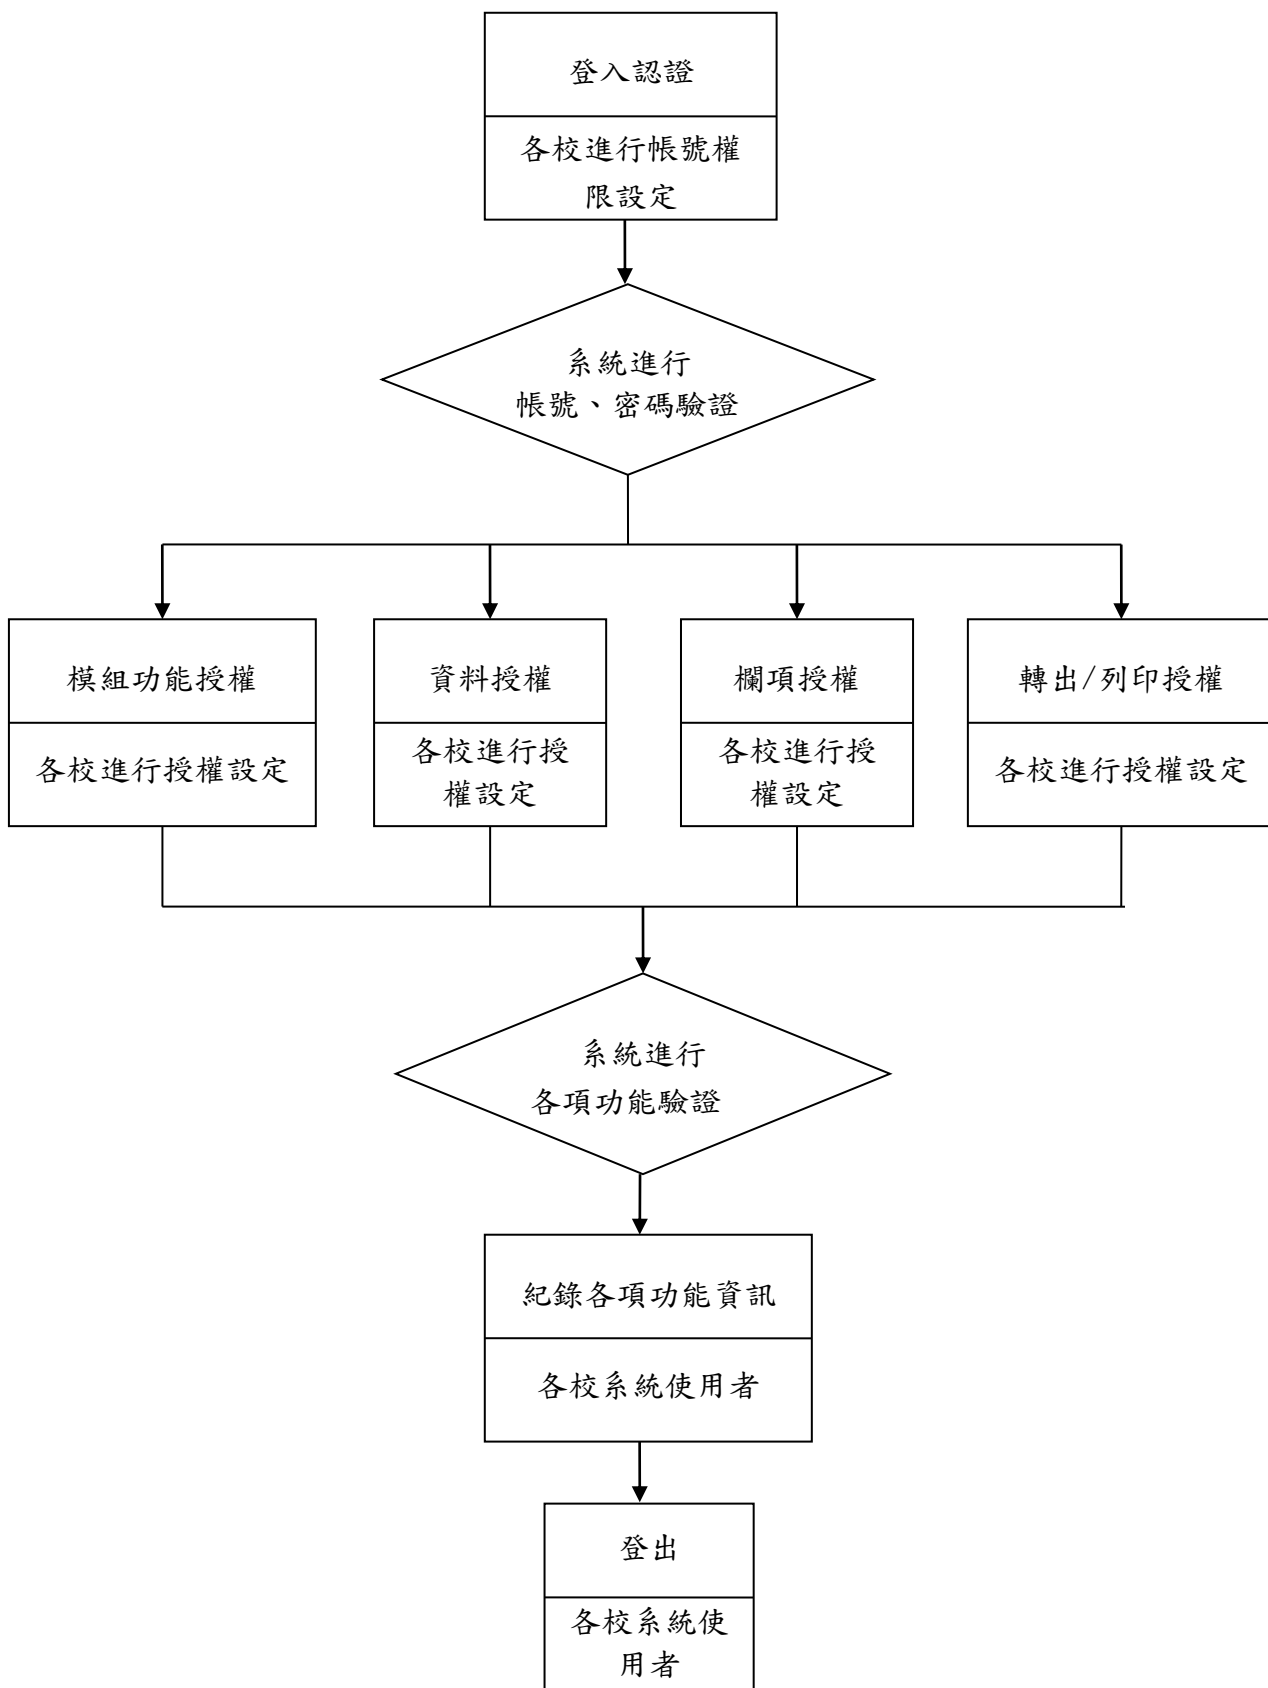 登入認證
各校進行帳號權
限設定
系統進行
帳號、密碼驗證
模組功能授權
各校進行授權設定
資料授權
各校進行授
權設定
欄項授權
各校進行授
權設定
轉出/列印授權
各校進行授權設定
系統進行
各項功能驗證
紀錄各項功能資訊
各校系統使用者
登出
各校系統使
用者